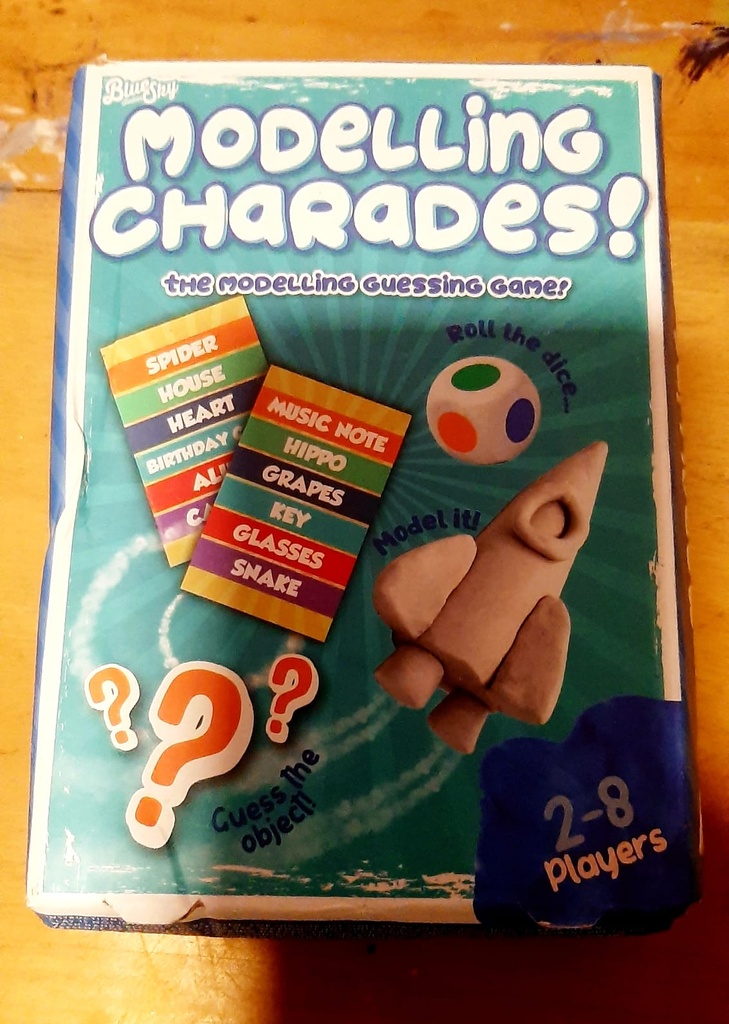 BlueSky
MODELLING
CHARADES!
THE MODELLING GUESSING GAME!
Roll the dice...
SPIDER
HOUSE
HEART
BIRTHDAY
MUSIC NOTE
HIPPO
GRAPES
KEY
GLASSES
SNAKE
Model it!
? ? ?
Guess the
object!
2-8
Players